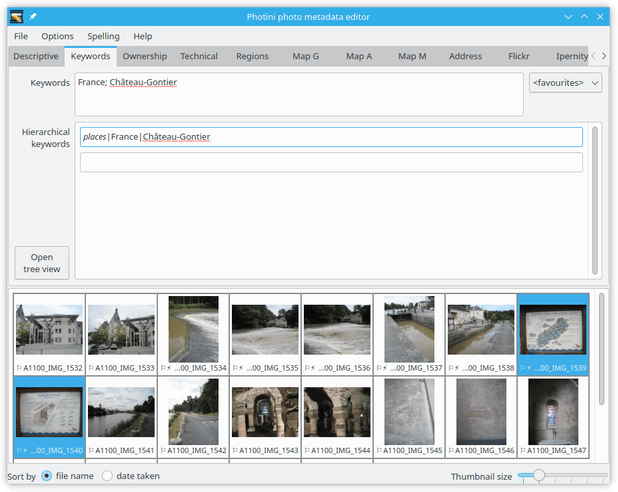 Photini photo metadata editor
File Options Spelling Help
Descriptive Keywords Ownership Technical Regions Map G Map A Map M Address Flickr Ipernity
Keywords
France; Château-Gontier
<favourites>
Hierarchical
keywords
places|France|Château-Gontier
Open
tree view
A1100_IMG_1532 A1100_IMG_1533 ...00_IMG_1534 ...00_IMG_1535 ...00_IMG_1536 ...00_IMG_1537 ...00_IMG_1538 ...00_IMG_1539
...00_IMG_1540 A1100_IMG_1541 A1100_IMG_1542 A1100_IMG_1543 A1100_IMG_1544 A1100_IMG_1545 A1100_IMG_1546 A1100_IMG_1547
Sort by file name date taken Thumbnail size